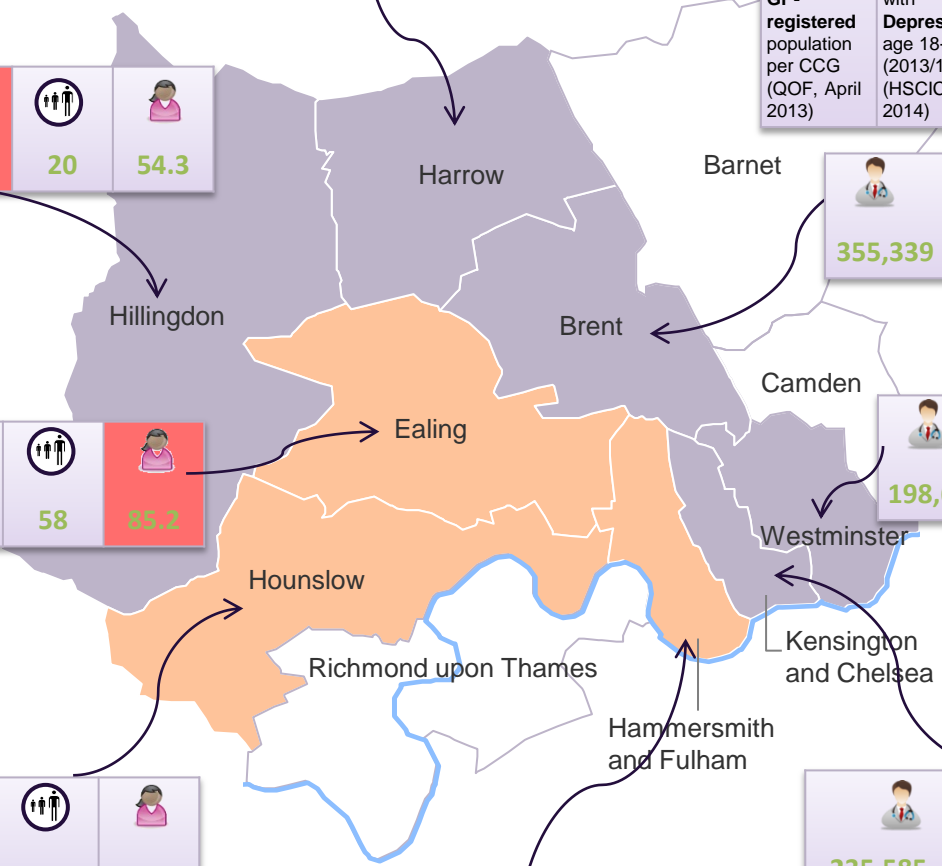 registered
population
per CCG
(QOF, April
2013)
with
age 18-
(2013/1
2014)
20
54.3
Harrow
Barnet
355,339
Hillingdon
Brent
Camden
Ealing
58
85.2
198,
Westminster
Hounslow
Kensington
and Chelsea
Richmond upon Thames
Hammersmith
and Fulham